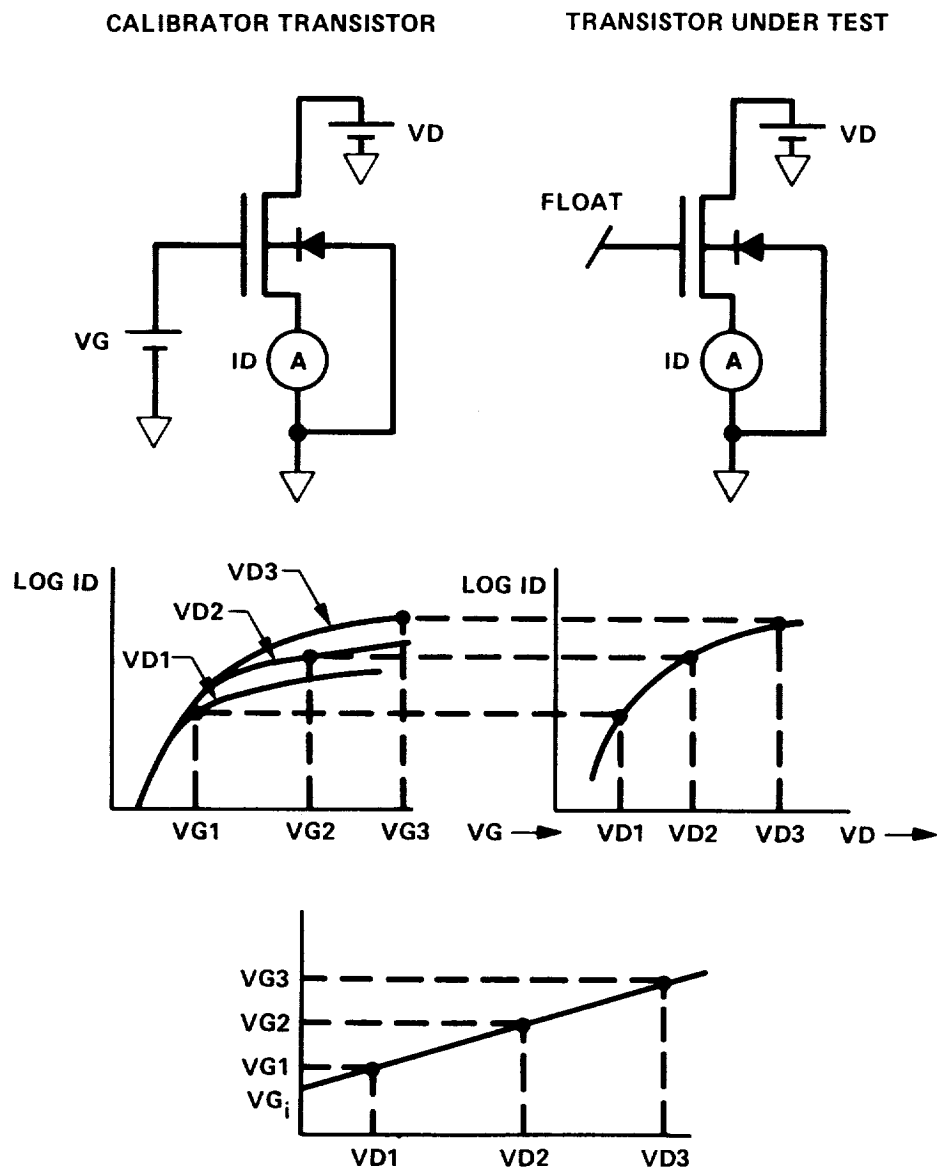 CALIBRATOR TRANSISTOR
TRANSISTOR UNDER TEST
VD
VD
FLOAT
VG
ID
A
ID
A
LOG ID
VD3
VD2
VD1
VG1
VG2
VG3
VG
LOG ID
VD1
VD2
VD3
VD
VG3
VG2
VG1
VGi
VD1
VD2
VD3